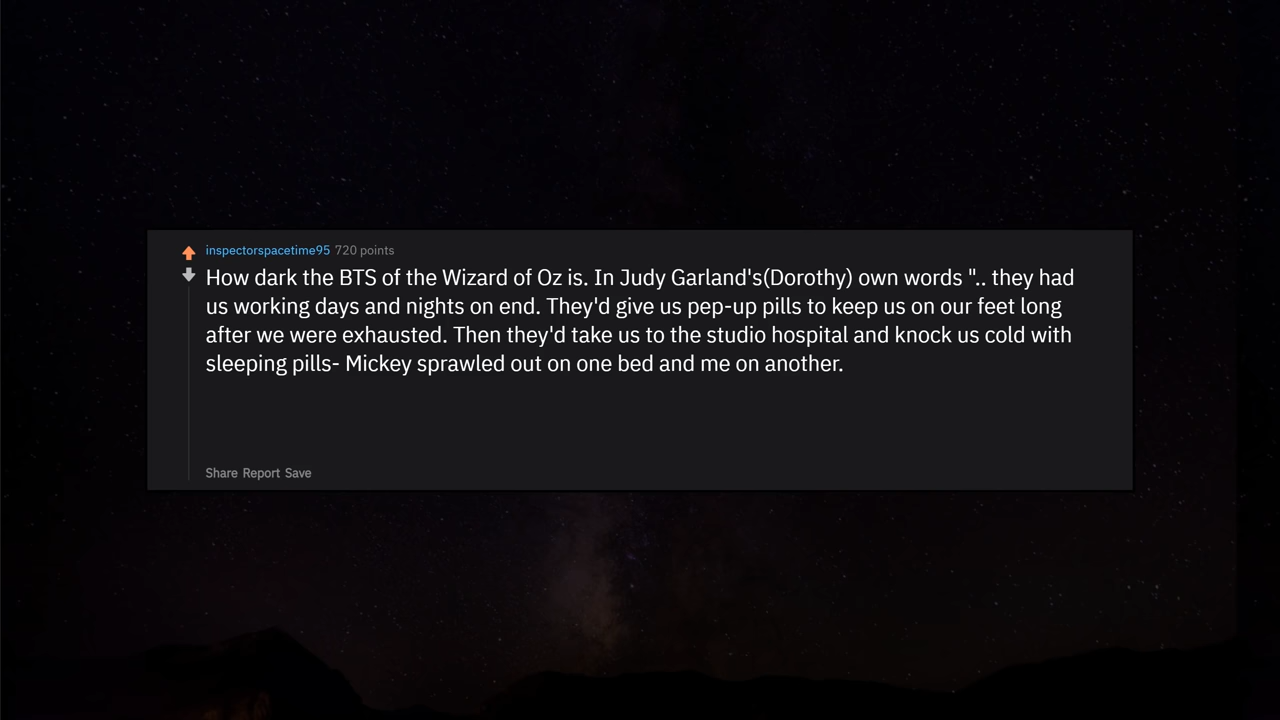 inspectorspacetime95 720 points
How dark the BTS of the Wizard of Oz is. In Judy Garland's(Dorothy) own words ".. they had
us working days and nights on end. They'd give us pep-up pills to keep us on our feet long
after we were exhausted. Then they'd take us to the studio hospital and knock us cold with
sleeping pills- Mickey sprawled out on one bed and me on another.
Share Report Save